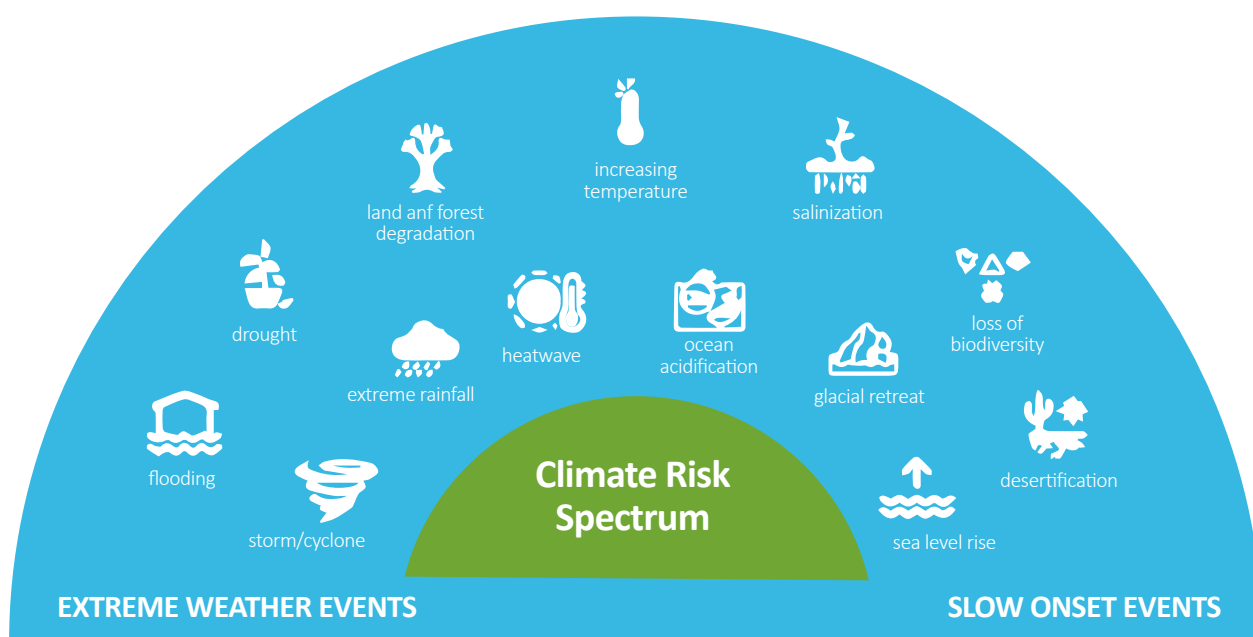 increasing
temperature
land anf forest
degradation
salinization
drought
heatwave
ocean
acidification
loss of
biodiversity
extreme rainfall
glacial retreat
flooding
Climate Risk
Spectrum
desertification
storm/cyclone
sea level rise
EXTREME WEATHER EVENTS
SLOW ONSET EVENTS